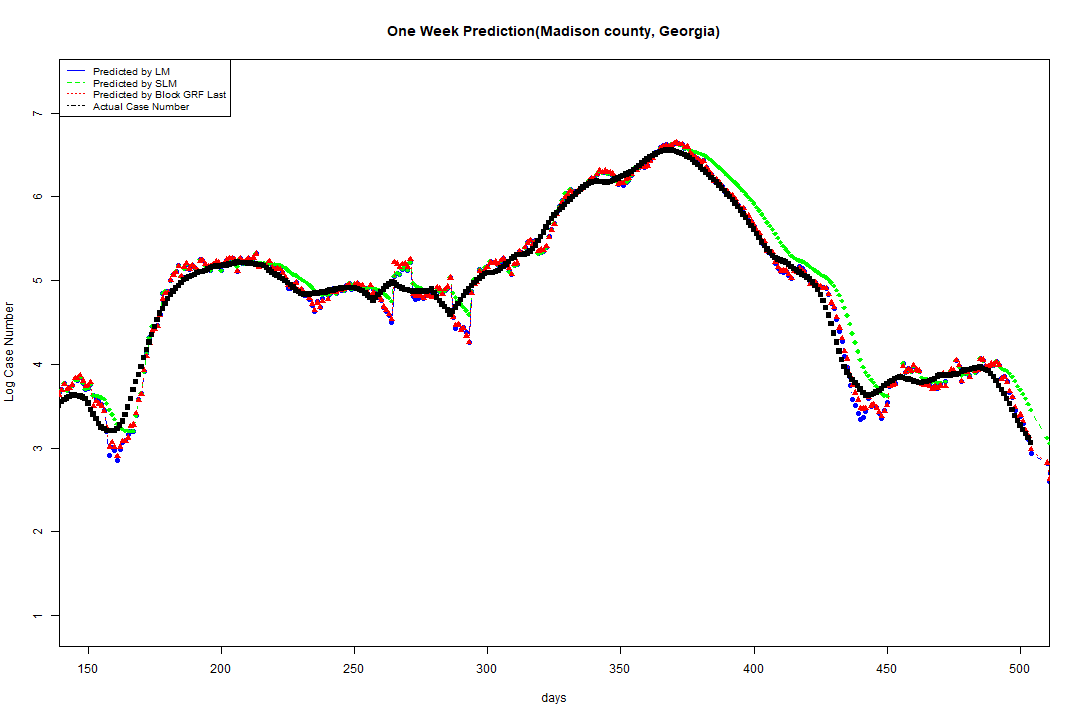 One Week Prediction(Madison county, Georgia)
Predicted by LM
Predicted by SLM
Predicted by Block GRF Last
Actual Case Number
Log Case Number
7
6
5
4
3
2
1
150 200 250 300 350 400 450 500
days